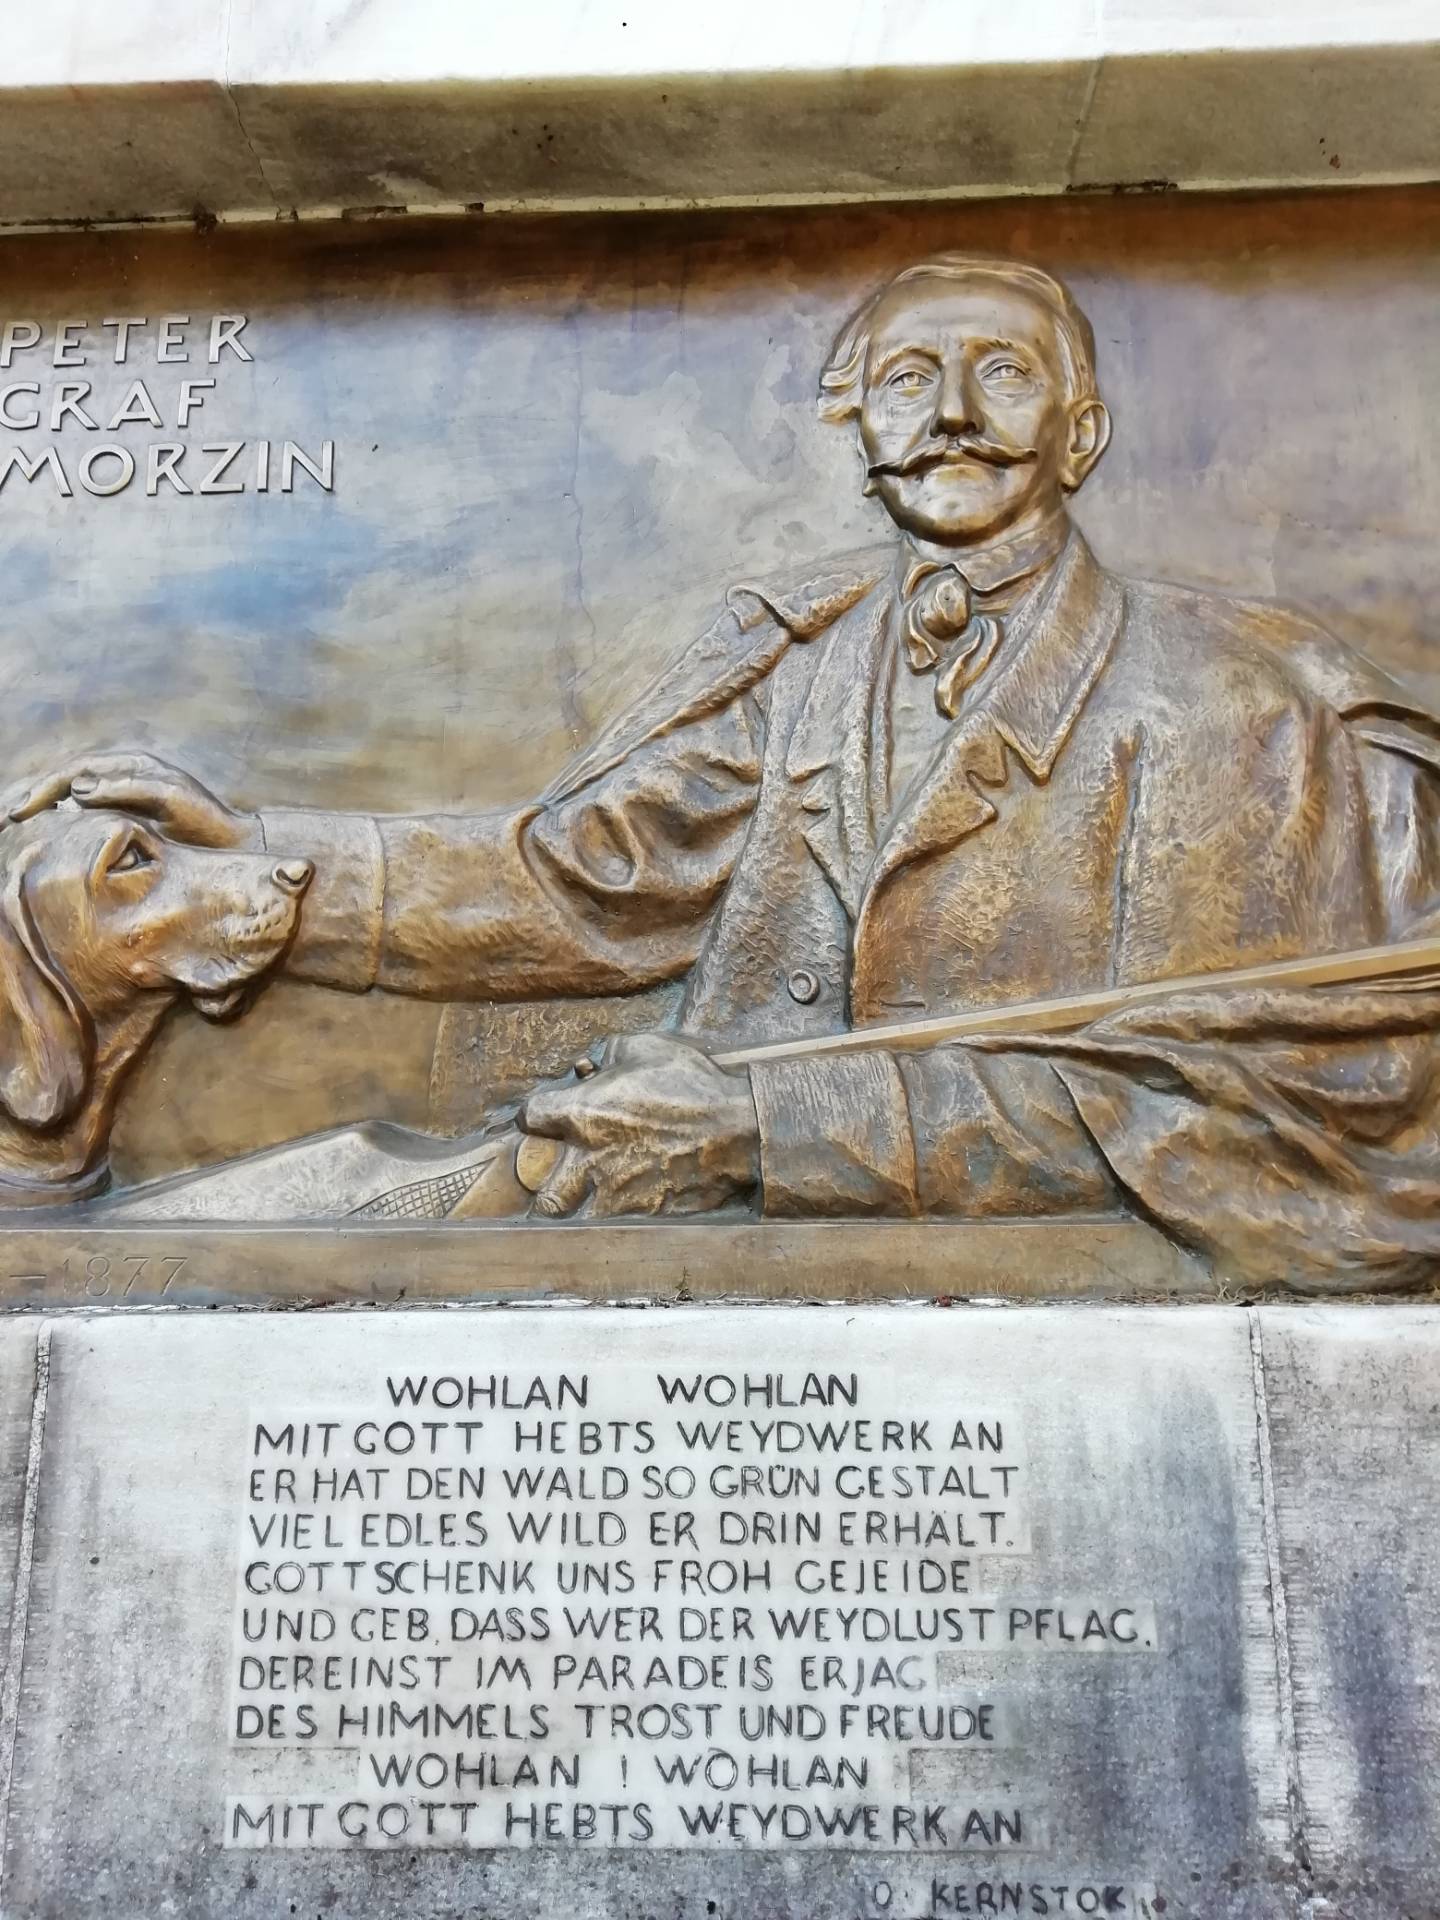 PETER
GRAF
MORZIN
– 1877
WOHLAN WOHLAN
MIT GOTT HEBTS WEYDWERK AN
ER HAT DEN WALD SO GRÜN GESTALT
VIEL EDLES WILD ER DRIN ERHÄLT.
GOTT SCHENK UNS FROH GEJEIDE
UND GEB, DASS WER DER WEYDLUST PFLAG.
DEREINST IM PARADEIS ERJAG
DES HIMMELS TROST UND FREUDE
WOHLAN ! WOHLAN
MIT GOTT HEBTS WEYDWERK AN
O. KERNSTOK